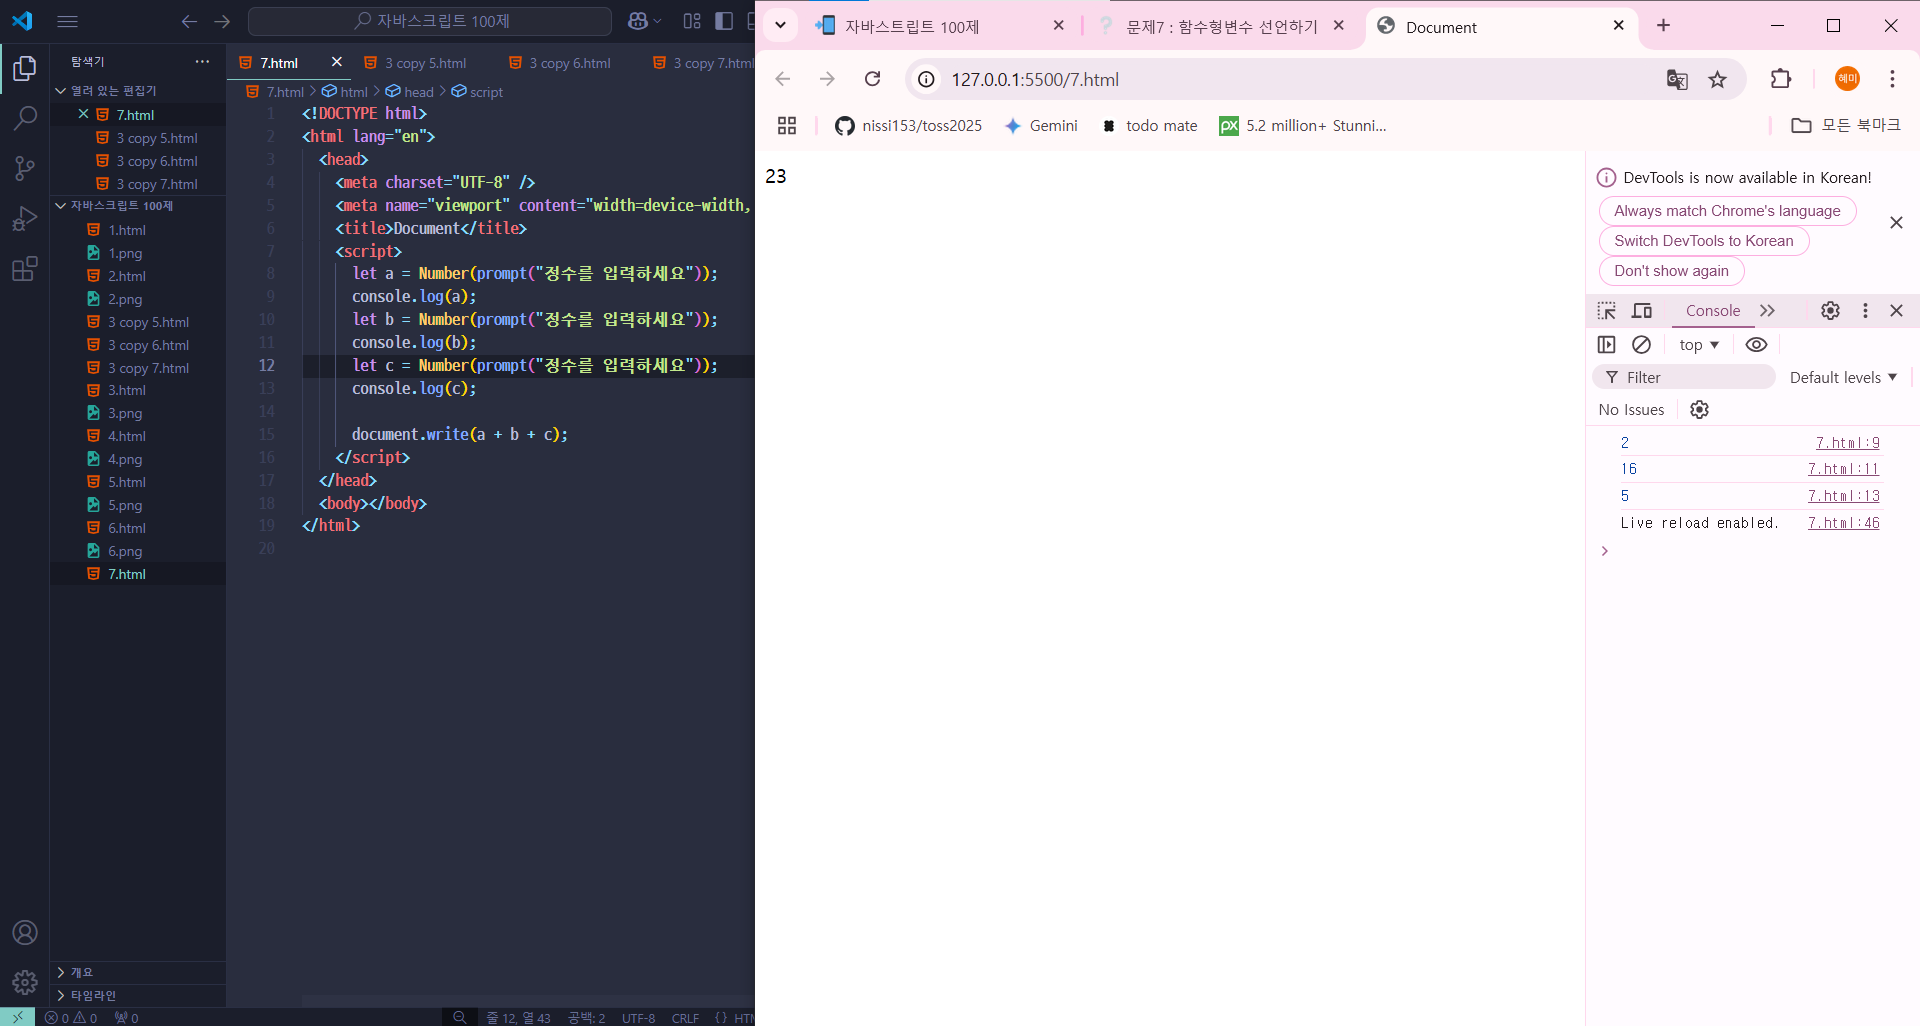 자바스크립트 100제
탐색기
열려 있는 편집기
7.html
3 copy 5.html
3 copy 6.html
3 copy 7.html
자바스크립트 100제
1.html
1.png
2.html
2.png
3 copy 5.html
3 copy 6.html
3 copy 7.html
3.html
3.png
4.html
4.png
5.html
5.png
6.html
6.png
7.html
개요
타임라인
7.html
3 copy 5.html
3 copy 6.html
3 copy 7.html
7.html > html > head > script
1 <!DOCTYPE html>
2 <html lang="en">
3 <head>
4 <meta charset="UTF-8" />
5 <meta name="viewport" content="width=device-width,
6 <title>Document</title>
7 <script>
8 let a = Number(prompt("정수를 입력하세요"));
9 console.log(a);
10 let b = Number(prompt("정수를 입력하세요"));
11 console.log(b);
12 let c = Number(prompt("정수를 입력하세요"));
13 console.log(c);
14
15 document.write(a + b + c);
16 </script>
17 </head>
18 <body></body>
19 </html>
20
0 0 0
줄 12, 열 43 공백: 2 UTF-8 CRLF {} HTM
자바스트립트 100제
문제7 : 함수형변수 선언하기
Document
127.0.0.1:5500/7.html
혜미
nissi153/toss2025
Gemini
todo mate
px 5.2 million+ Stunni...
모든 북마크
23
DevTools is now available in Korean!
Always match Chrome's language
Switch DevTools to Korean
Don't show again
Console
top
Filter
Default levels
No Issues
2 7.html:9
16 7.html:11
5 7.html:13
Live reload enabled. 7.html:46